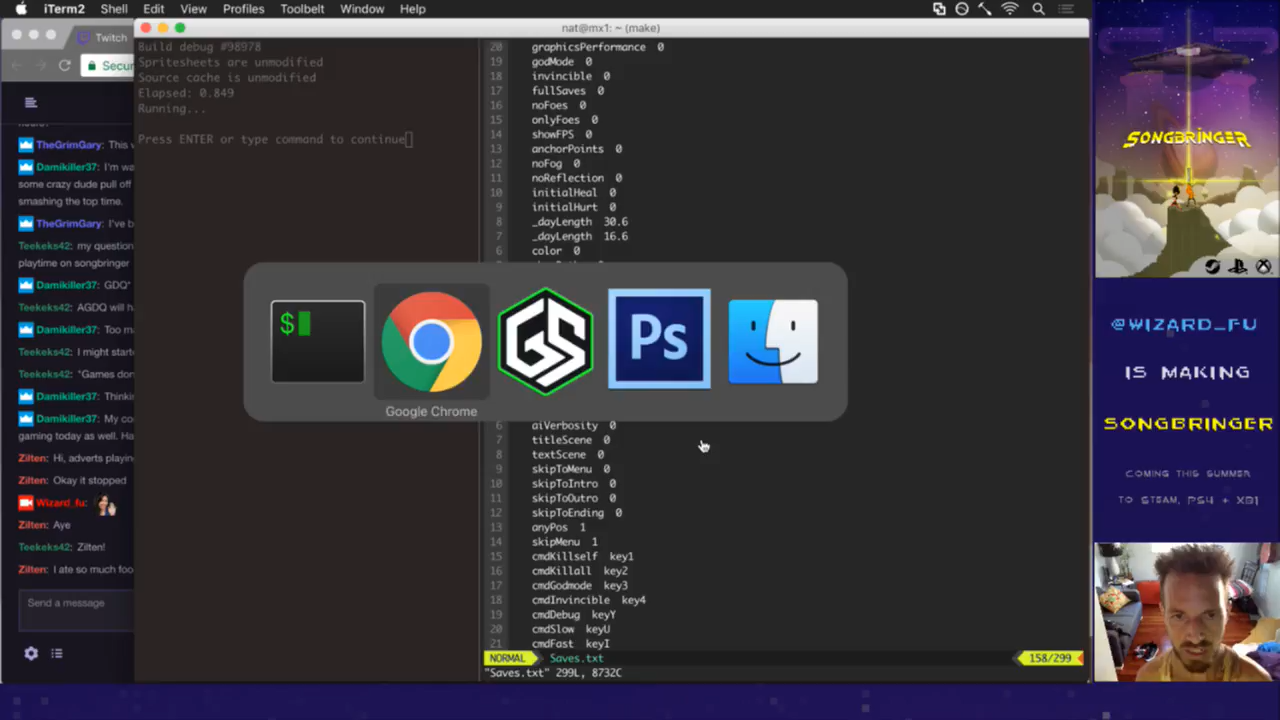 iTerm2 Shell Edit View Profiles Toolbelt Window Help
Twitch
Secur
nat@mx1: ~ (make)
TheGrimGary: This
Damikiller37: I'm wa
some crazy dude pull off
smashing the top time.
TheGrimGary: I've b
Teekeks42: my question
playtime on songbringer
Damikiller37: GDQ*
Teekeks42: AGDQ will ha
Damikiller37: Too ma
Teekeks42: I might starte
Teekeks42: "Games don
Damikiller37: Thinki
Damikiller37: My co
gaming today as well. Ha
Zilten: Hi, adverts playin
Zilten: Okay it stopped
Wizard_fu:
Zilten: Aye
Teekeks42: Zilten!
Zilten: I ate so much foo
Send a message
Build debug #98978
Spritesheets are unmodified
Source cache is unmodified
Elapsed: 0.849
Running...
Press ENTER or type command to continue
20 graphicsPerformance 0
19 godMode 0
18 invincible 0
17 fullSaves 0
16 noFoes 0
15 onlyFoes 0
14 showFPS 0
13 anchorPoints 0
12 noFog 0
11 noReflection 0
10 initialHeal 0
9 initialHurt 0
8 _dayLength 30.6
7 _dayLength 16.6
6 color 0
$
GS
Ps
Google Chrome
6 aiVerbosity 0
7 titleScene 0
8 textScene 0
9 skipToMenu 0
10 skipToIntro 0
11 skipToOutro 0
12 skipToEnding 0
13 anyPos 1
14 skipMenu 1
15 cmdKillself key1
16 cmdKillall key2
17 cmdGodmode key3
18 cmdInvincible key4
19 cmdDebug keyY
20 cmdSlow keyU
21 cmdFast keyI
NORMAL Saves.txt 158/299
"Saves.txt" 299L, 8732C
SONGBRINGER
@WIZARD_FU
IS MAKING
SONGBRINGER
COMING THIS SUMMER
TO STEAM, PS4 + XB1